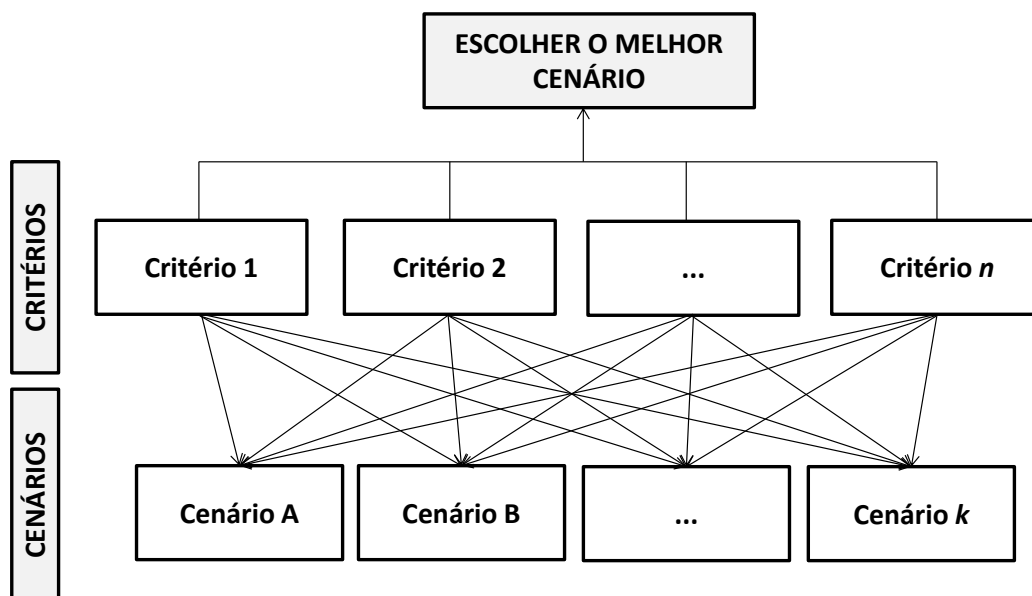 ESCOLHER O MELHOR
CENÁRIO
CRITÉRIOS
Critério 1
Critério 2
...
Critério n
CENÁRIOS
Cenário A
Cenário B
...
Cenário k